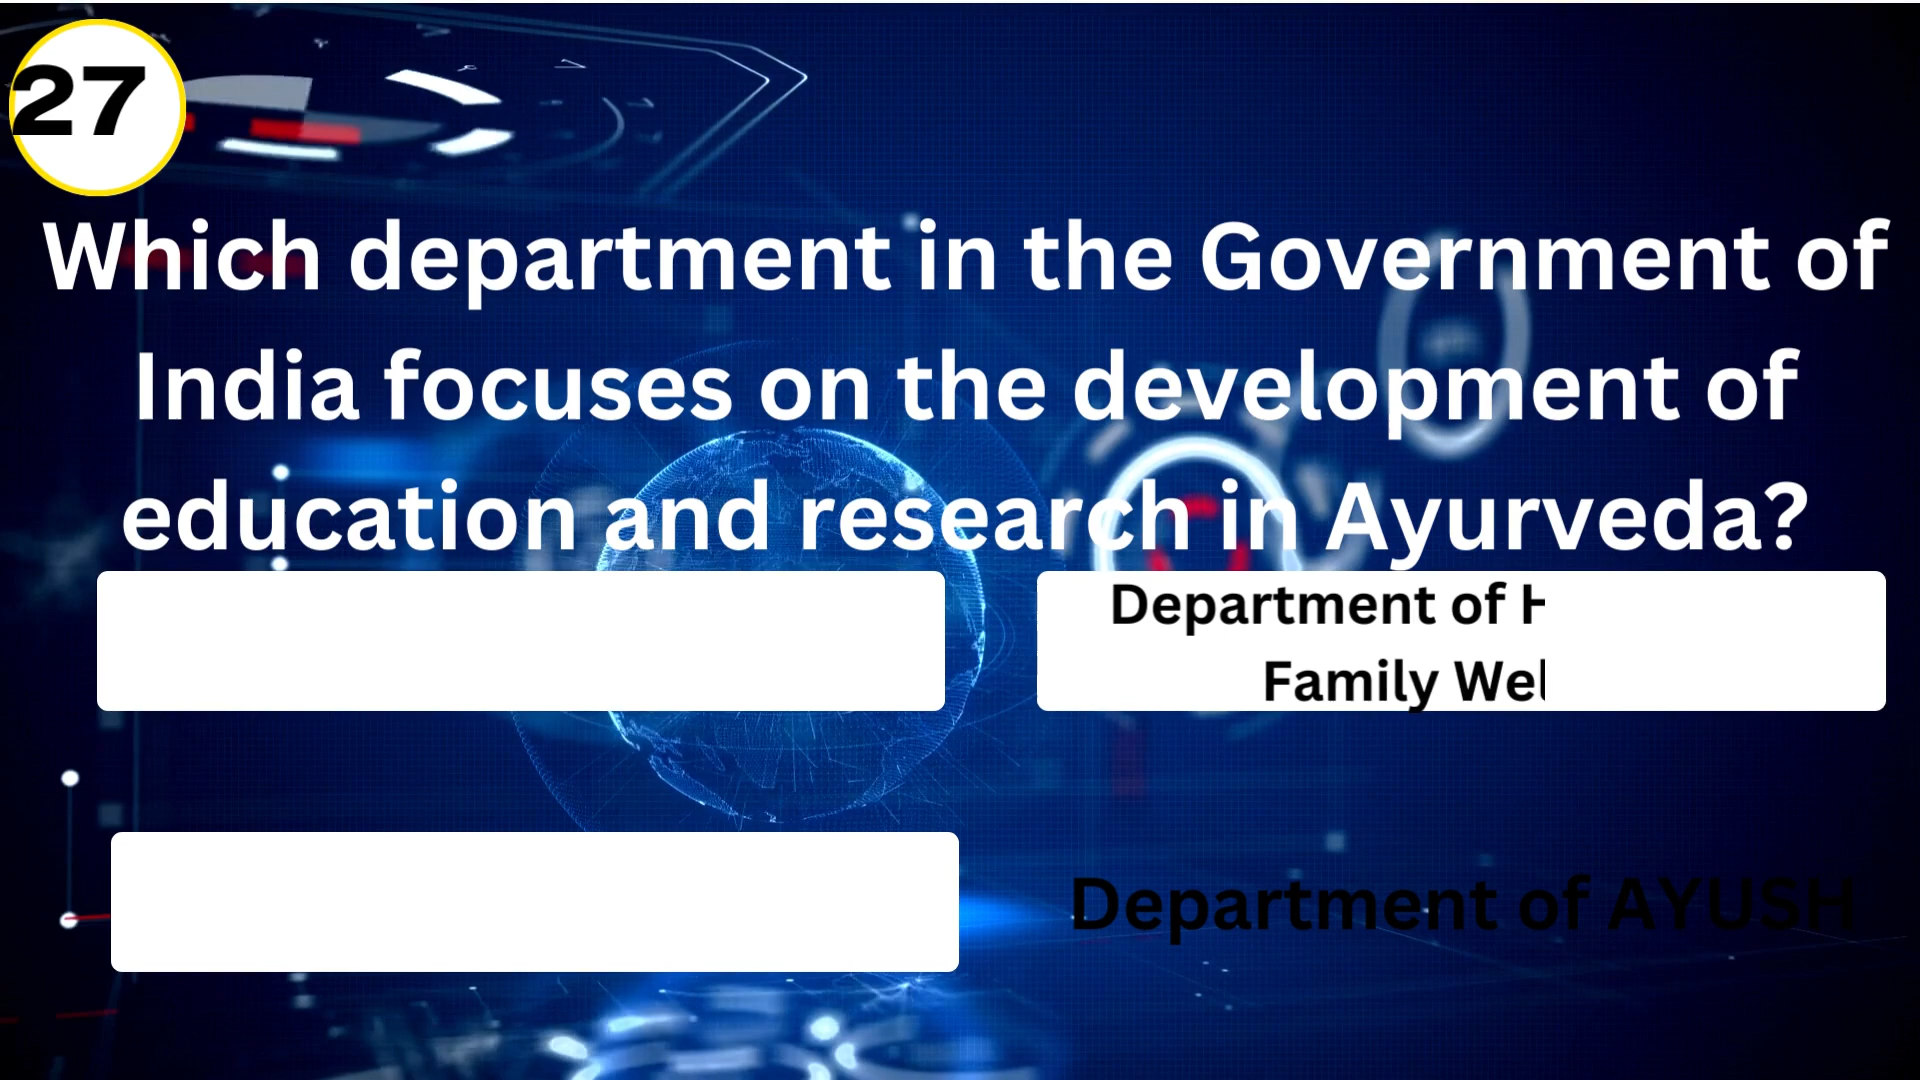 27
Which department in the Government of
India focuses on the development of
education and research in Ayurveda?
Department of
Family
Department of AYUSH